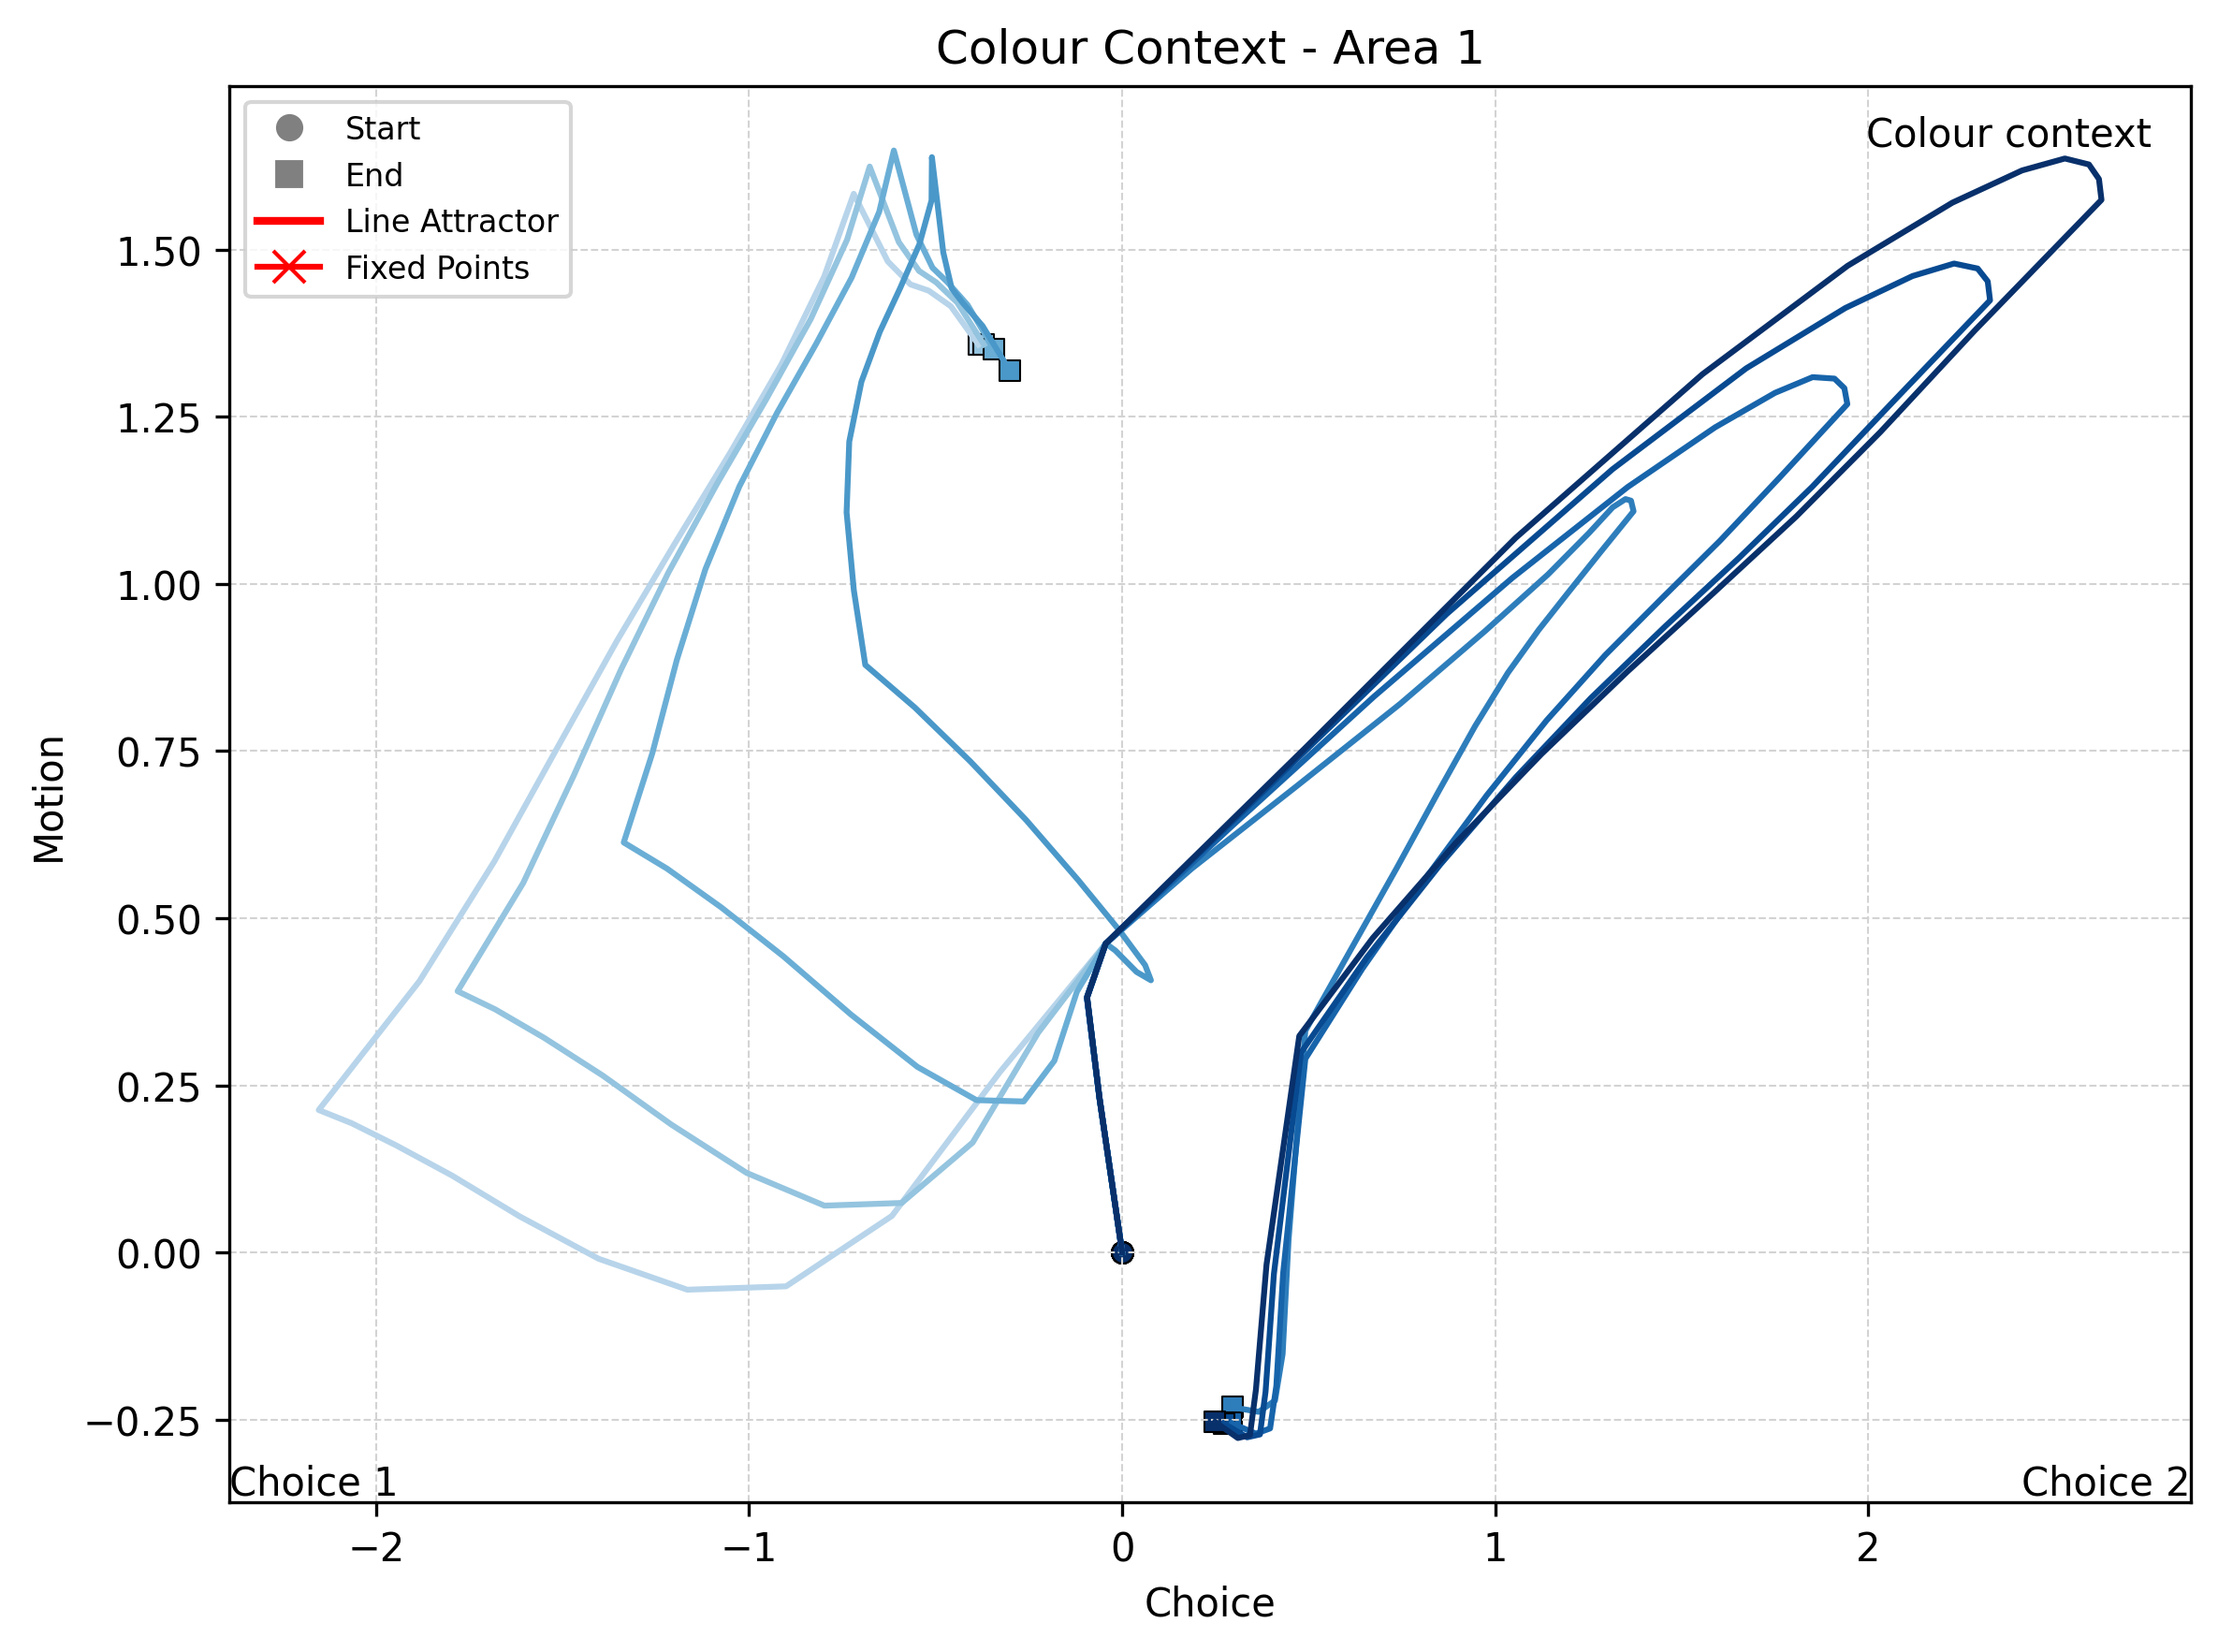 Colour Context - Area 1
Start
End
Line Attractor
Fixed Points
Colour context
1.50
1.25
1.00
0.75
0.50
0.25
0.00
−0.25
Motion
Choice 1
Choice 2
−2
−1
0
1
2
Choice